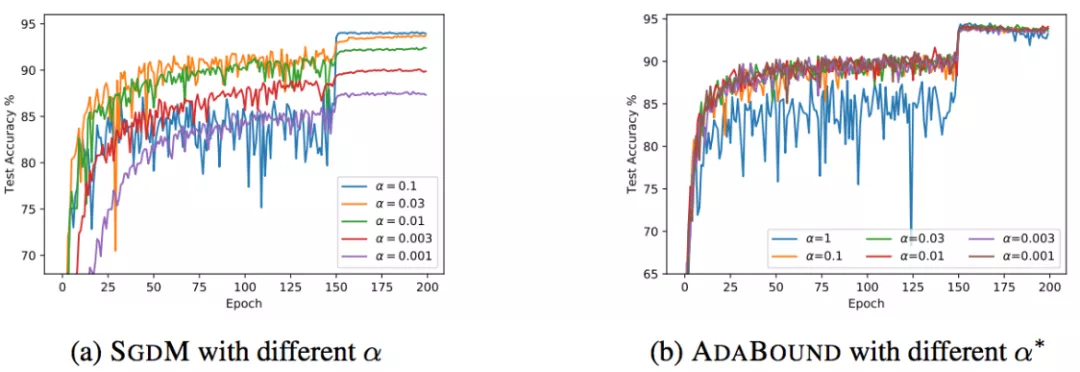 95
90
85
80
75
70
Test Accuracy %
α = 0.1
α = 0.03
α = 0.01
α = 0.003
α = 0.001
0 25 50 75 100 125 150 175 200
Epoch
(a) SGDM with different α
95
90
85
80
75
70
65
Test Accuracy %
α=1 α=0.03 α=0.003
α=0.1 α=0.01 α=0.001
0 25 50 75 100 125 150 175 200
Epoch
(b) ADABOUND with different α*